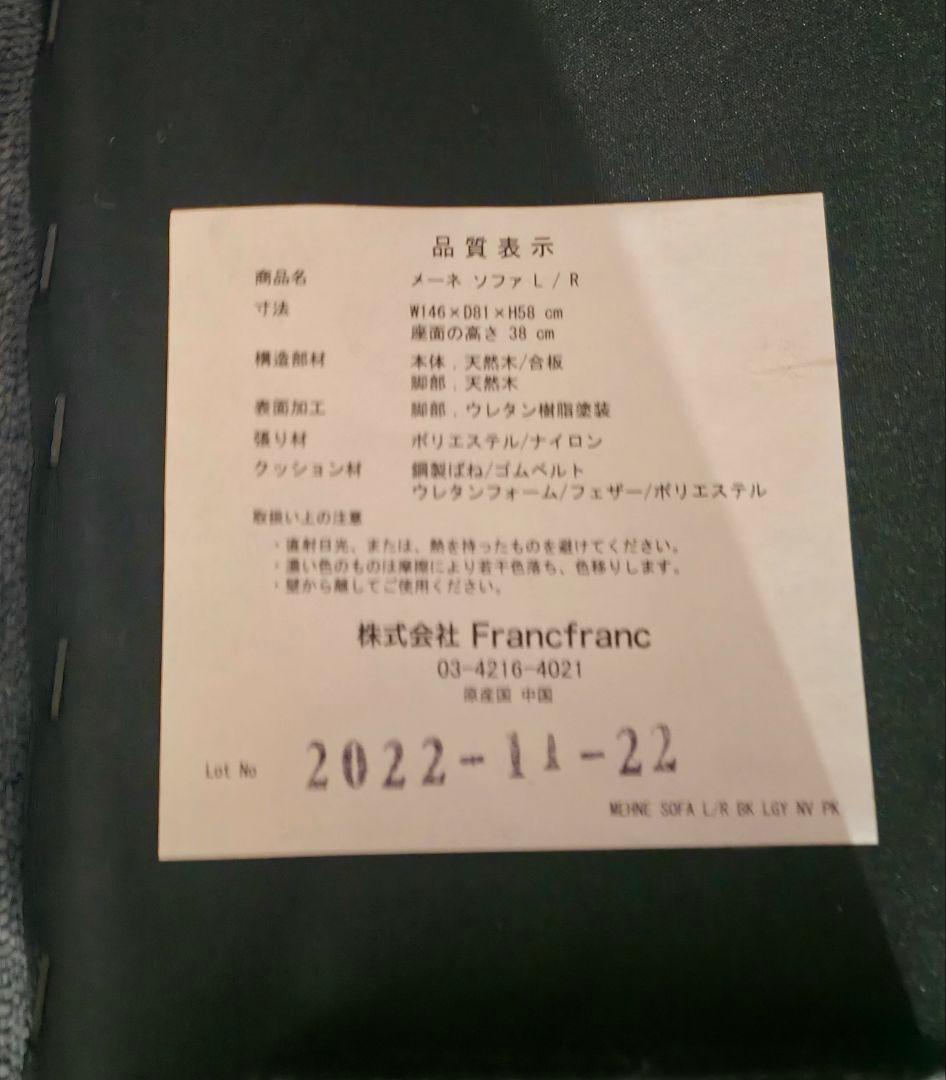 品質表示
商品名 メーネ ソファ L / R
寸法 W146×D81×H58 cm
座面の高さ 38 cm
構造部材 本体．天然木/合板
脚部．天然木
表面加工 脚部．ウレタン樹脂塗装
張り材 ポリエステル/ナイロン
クッション材 鋼製ばね/ゴムベルト
ウレタンフォーム/フェザー/ポリエステル
取扱い上の注意
・直射日光、または、熱を持ったものを避けてください。
・濃い色のものは摩擦により若干色落ち、色移りします。
・壁から離してご使用ください。
株式会社 Francfranc
03-4216-4021
原産国 中国
Lot No 2022-11-22
MEHNE SOFA L/R BK LGY NV PK